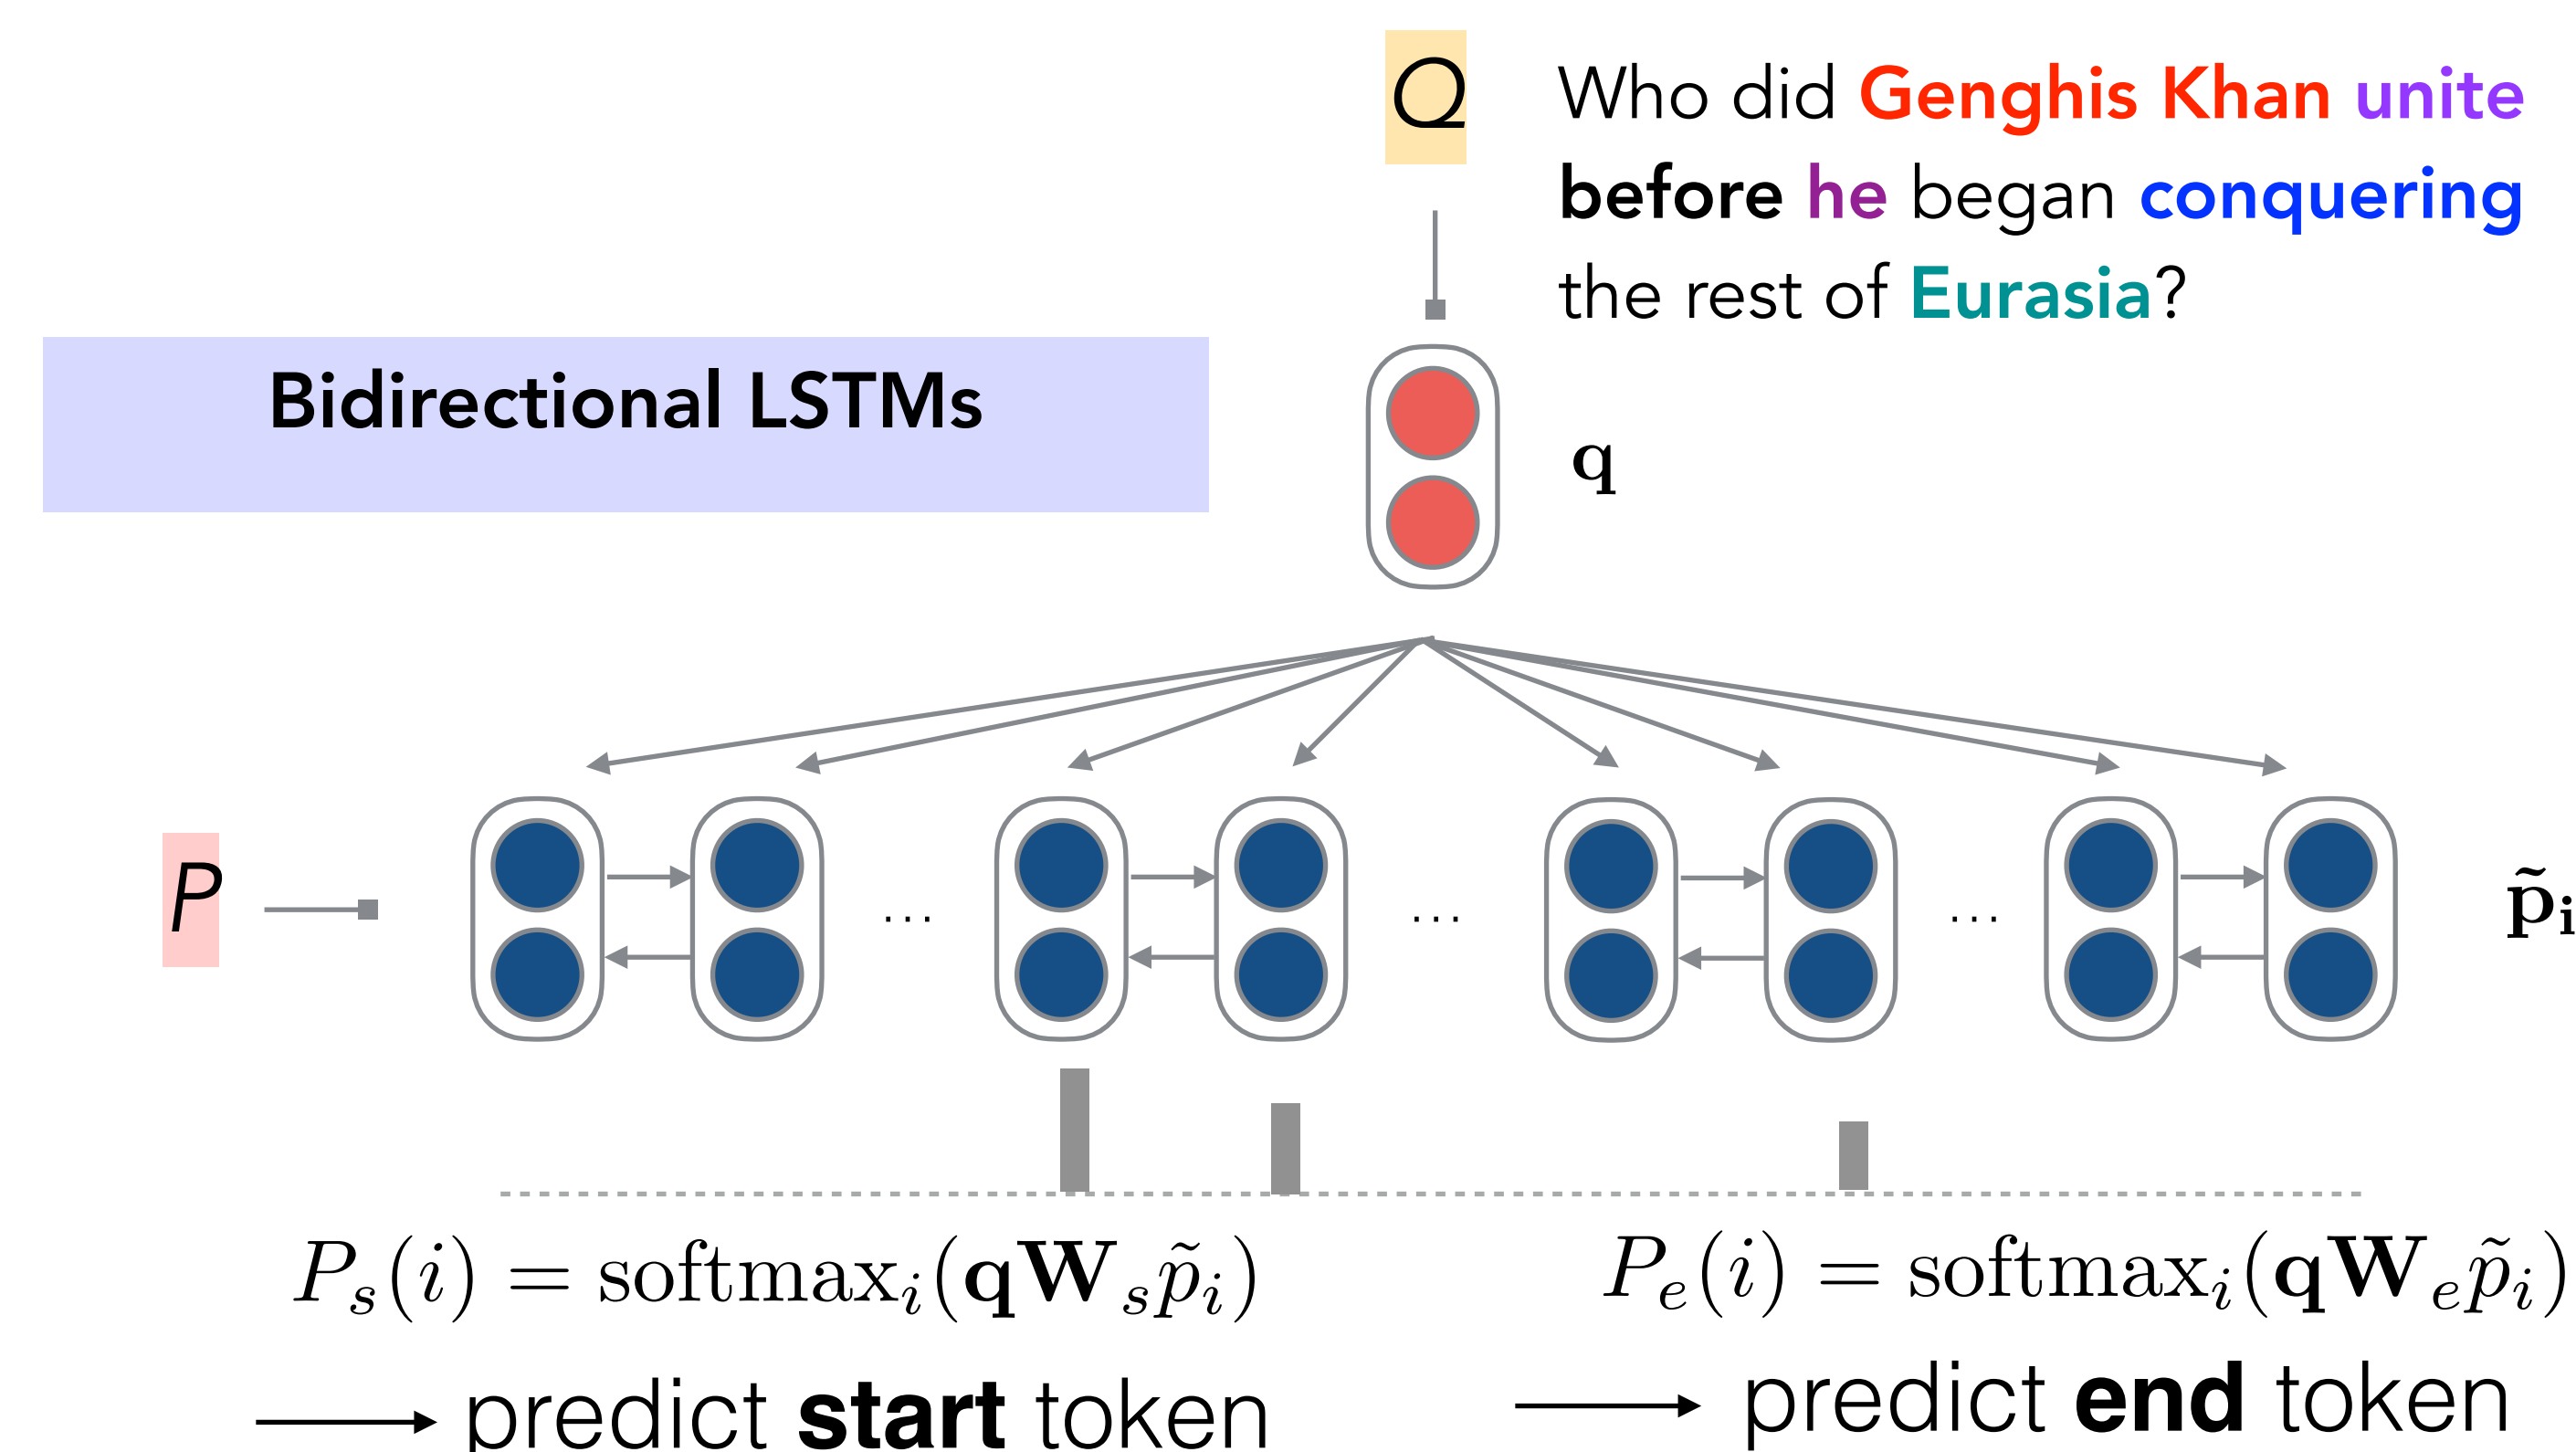 Q
Who did Genghis Khan unite
before he began conquering
the rest of Eurasia?
Bidirectional LSTMs
q
P
... ... ...
p̃ᵢ
Pₛ(i) = softmaxᵢ(qWₛp̃ᵢ)
Pₑ(i) = softmaxᵢ(qWₑp̃ᵢ)
predict start token
predict end token